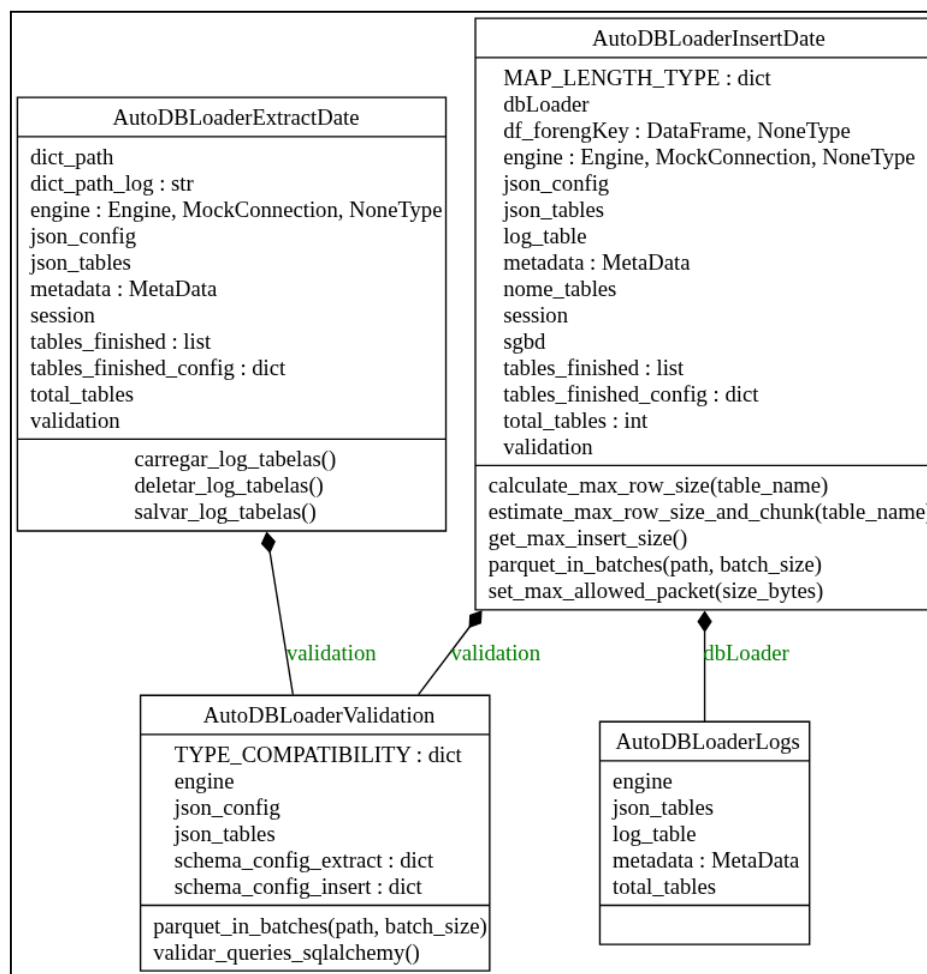 AutoDBLoaderExtractDate
dict_path
dict_path_log : str
engine : Engine, MockConnection, NoneType
json_config
json_tables
metadata : MetaData
session
tables_finished : list
tables_finished_config : dict
total_tables
validation
carregar_log_tabelas()
deletar_log_tabelas()
salvar_log_tabelas()
AutoDBLoaderInsertDate
MAP_LENGTH_TYPE : dict
dbLoader
df_forengKey : DataFrame, NoneType
engine : Engine, MockConnection, NoneType
json_config
json_tables
log_table
metadata : MetaData
nome_tables
session
sgbd
tables_finished : list
tables_finished_config : dict
total_tables : int
validation
calculate_max_row_size(table_name)
estimate_max_row_size_and_chunk(table_name)
get_max_insert_size()
parquet_in_batches(path, batch_size)
set_max_allowed_packet(size_bytes)
validation
validation
dbLoader
AutoDBLoaderValidation
TYPE_COMPATIBILITY : dict
engine
json_config
json_tables
schema_config_extract : dict
schema_config_insert : dict
parquet_in_batches(path, batch_size)
validar_queries_sqlalchemy()
AutoDBLoaderLogs
engine
json_tables
log_table
metadata : MetaData
total_tables